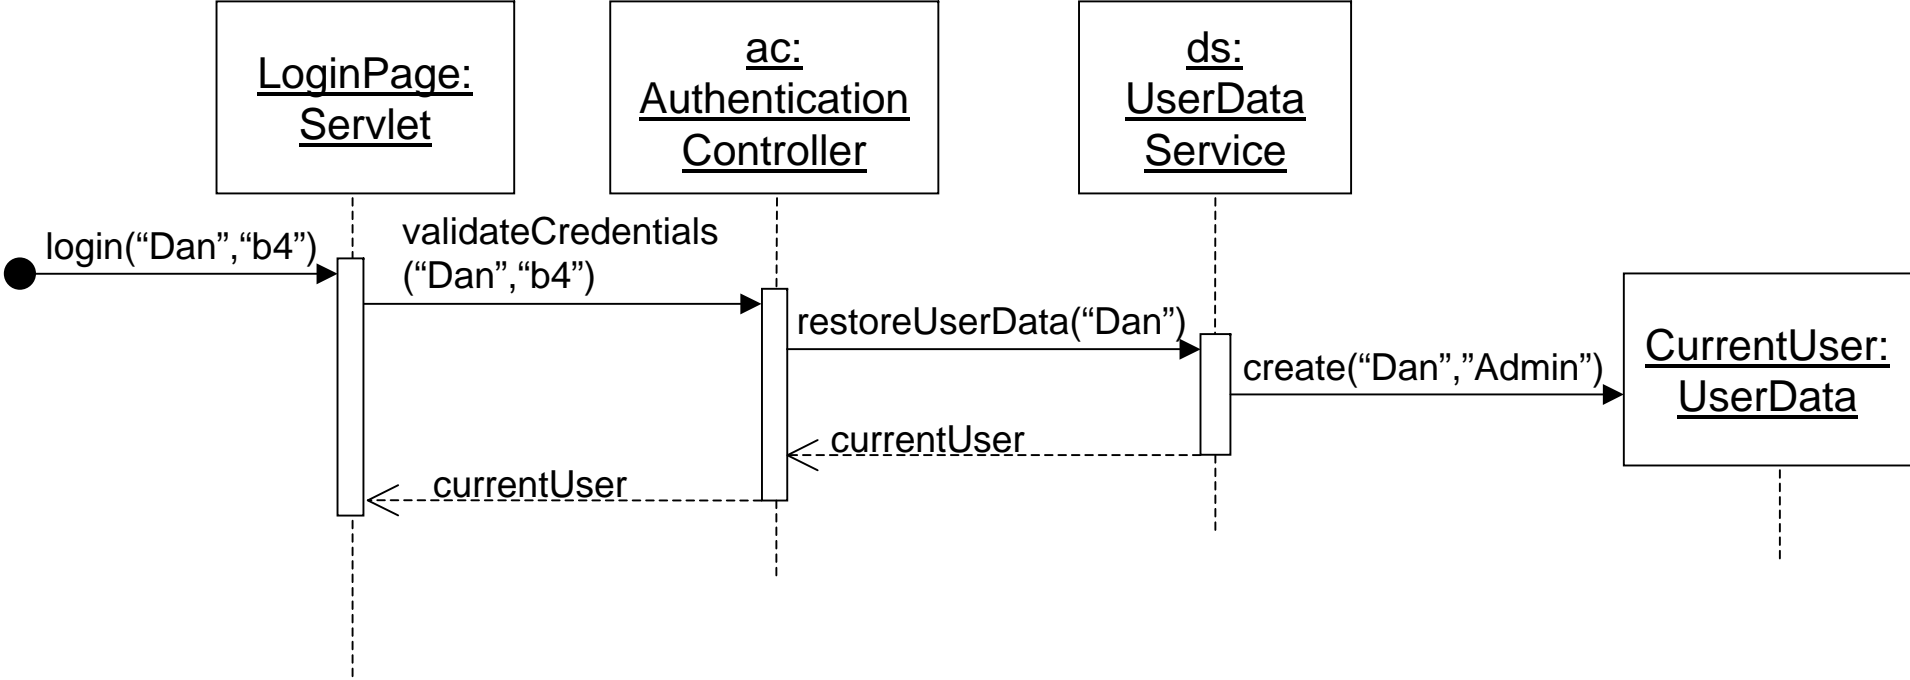 LoginPage:
Servlet
ac:
Authentication
Controller
ds:
UserData
Service
login(“Dan”,“b4”)
validateCredentials
(“Dan”,“b4”)
restoreUserData(“Dan”)
create(“Dan”,”Admin”)
CurrentUser:
UserData
currentUser
currentUser